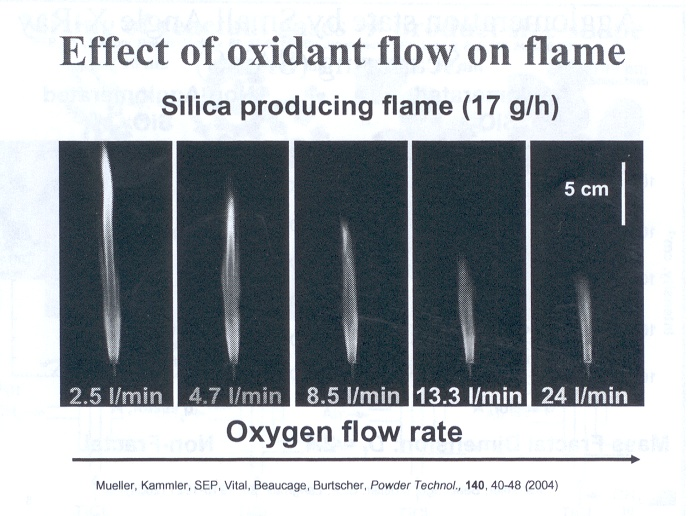 Effect of oxidant flow on flame
Silica producing flame (17 g/h)
5 cm
2.5 l/min 4.7 l/min 8.5 l/min 13.3 l/min 24 l/min
Oxygen flow rate
Mueller, Kammler, SEP, Vital, Beaucage, Burtscher, Powder Technol., 140, 40-48 (2004)